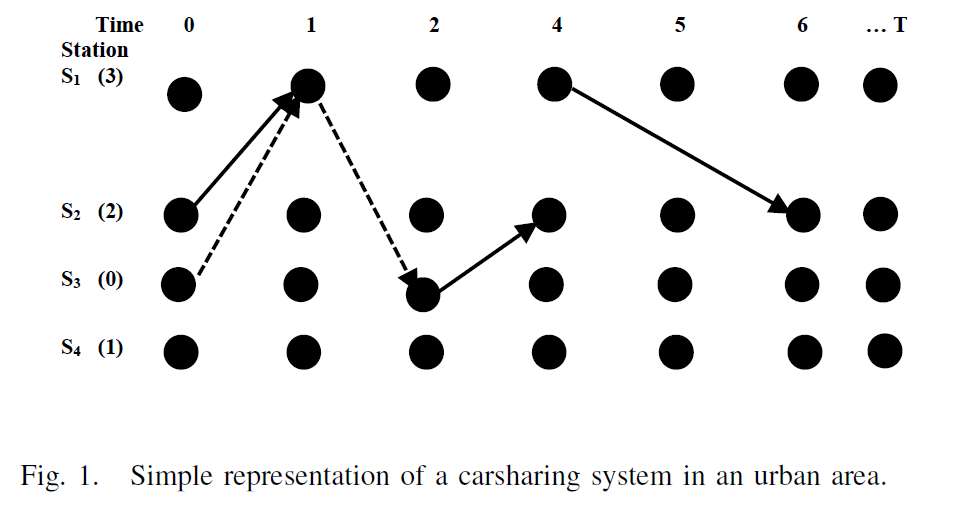 Time 0 1 2 4 5 6 ... T
Station
S1 (3)
S2 (2)
S3 (0)
S4 (1)
Fig. 1. Simple representation of a carsharing system in an urban area.